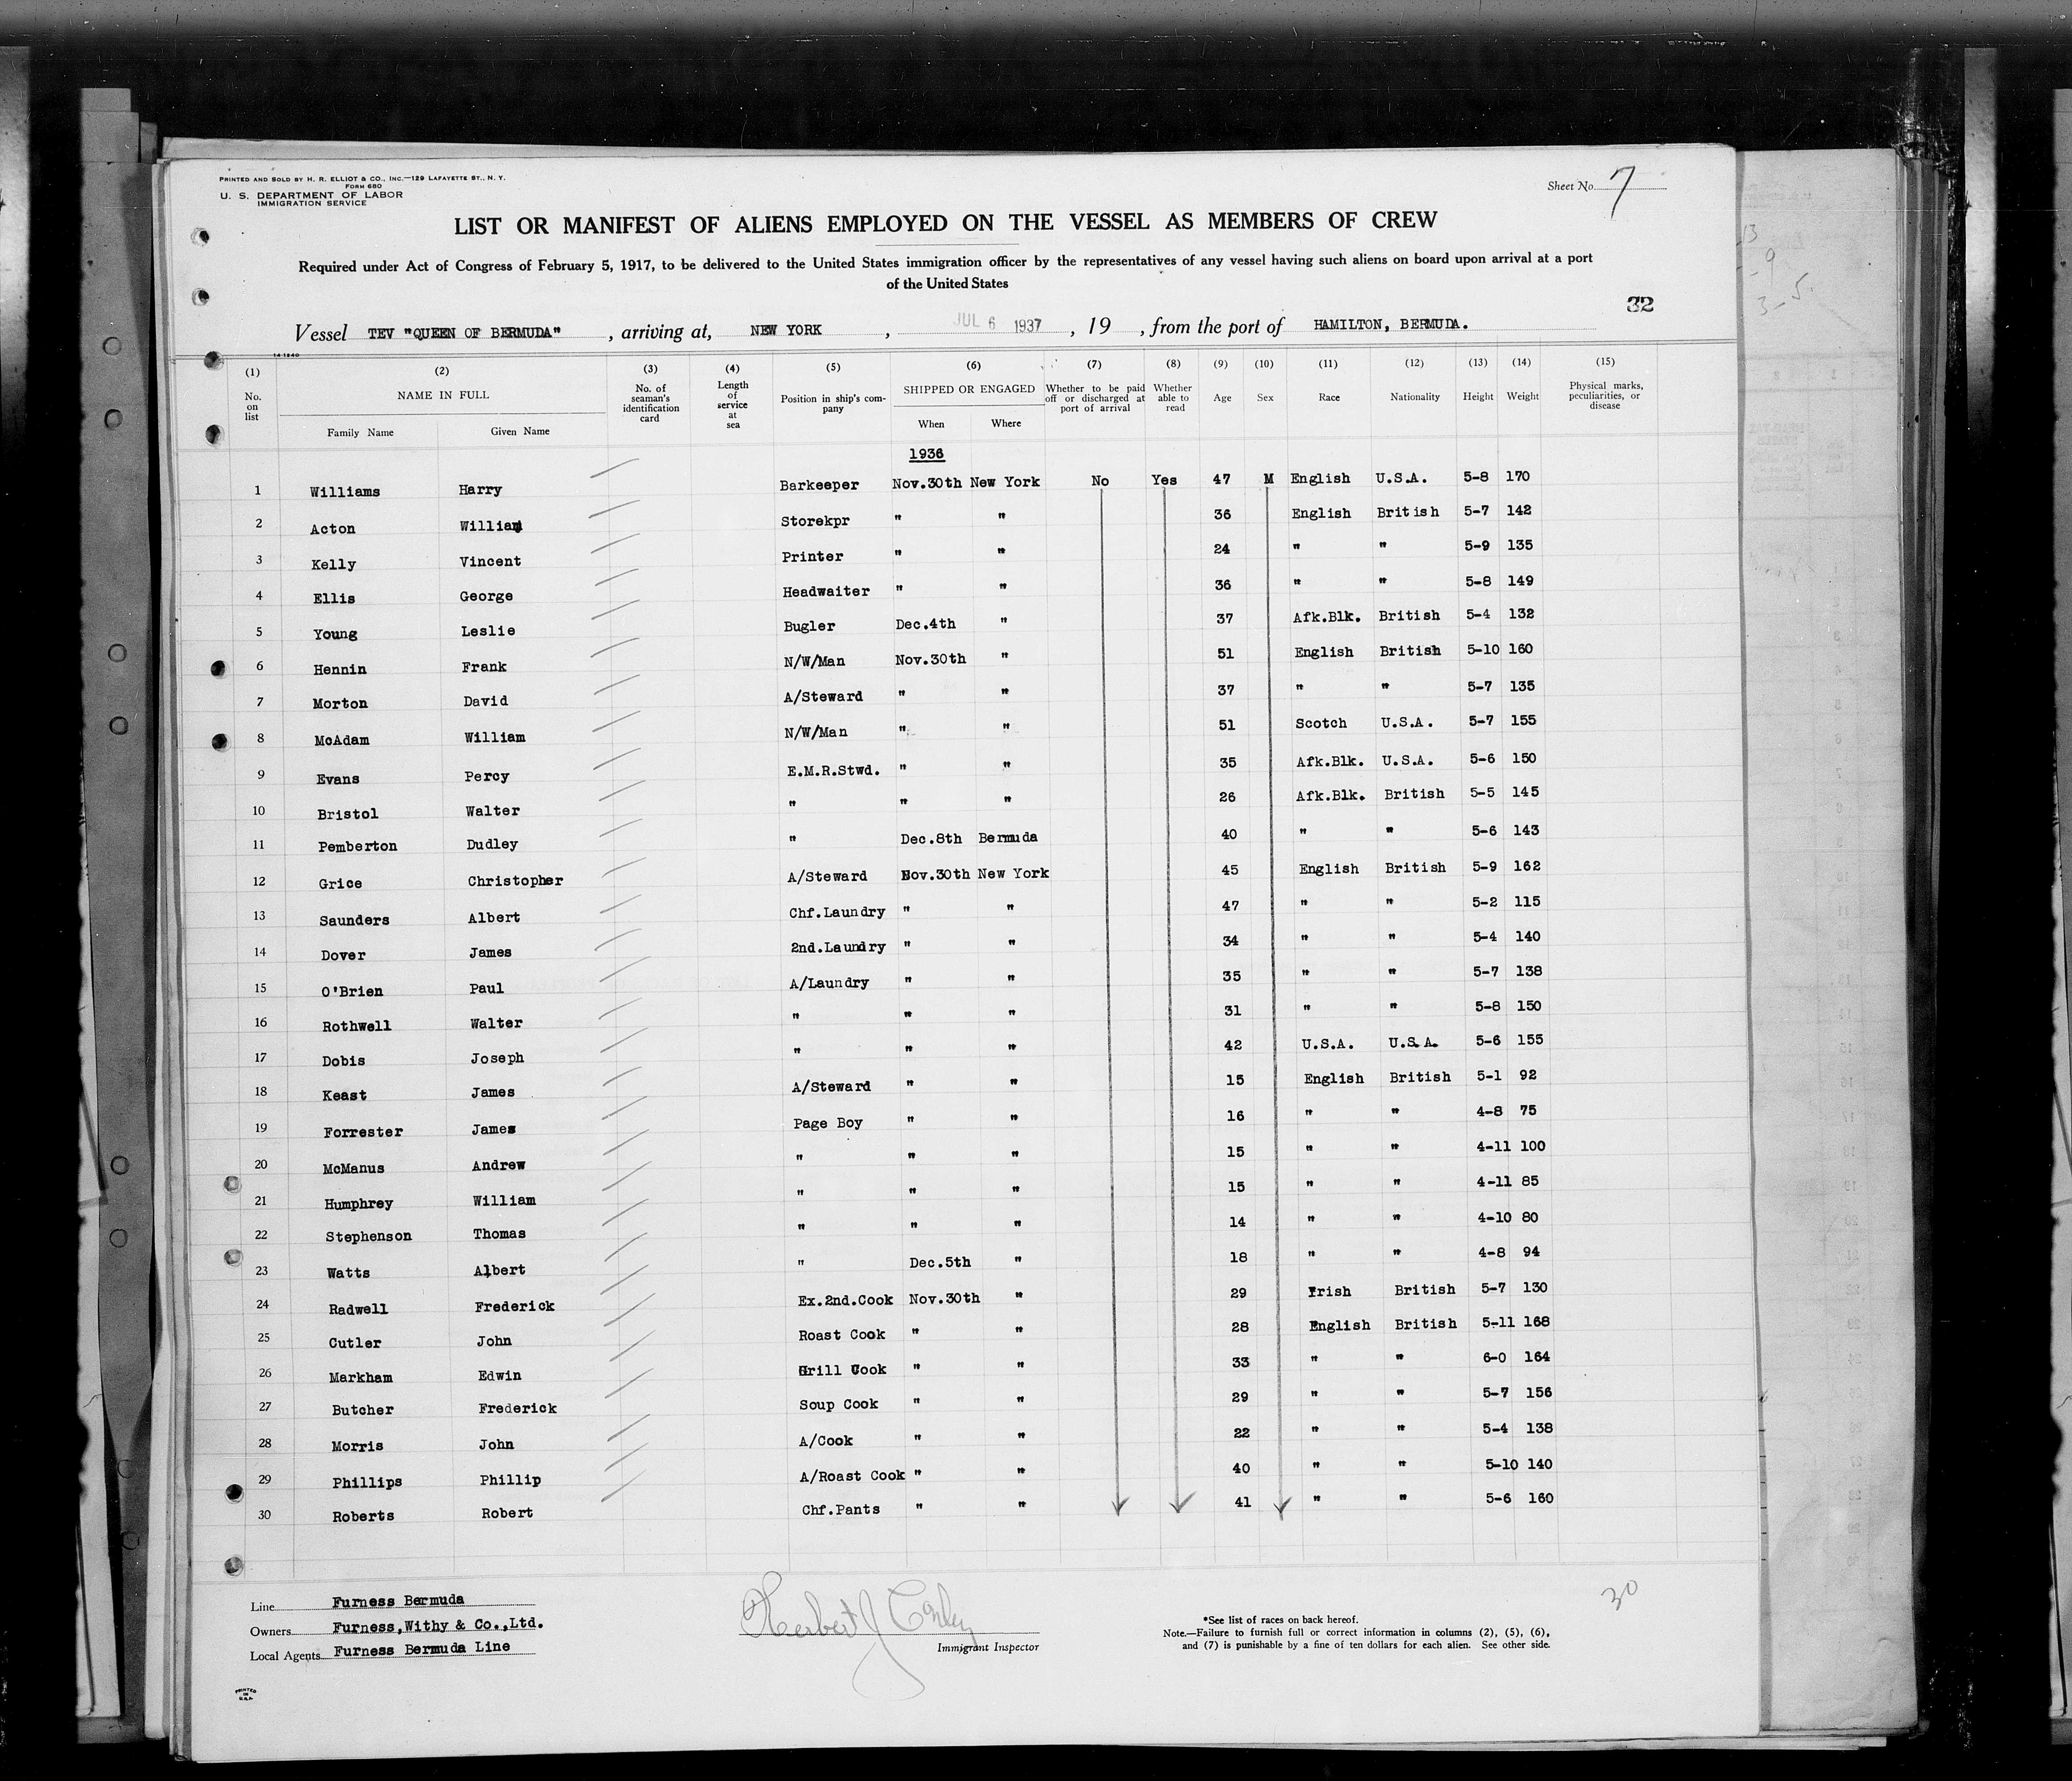 PRINTED AND SOLD BY H. R. ELLIOT & CO., INC.—129 LAFAYETTE ST., N. Y.
FORM 680
U. S. DEPARTMENT OF LABOR
IMMIGRATION SERVICE
Sheet No. 7
LIST OR MANIFEST OF ALIENS EMPLOYED ON THE VESSEL AS MEMBERS OF CREW
Required under Act of Congress of February 5, 1917, to be delivered to the United States immigration officer by the representatives of any vessel having such aliens on board upon arrival at a port
of the United States
32
Vessel TEV "QUEEN OF BERMUDA" , arriving at, NEW YORK , JUL 6 1937 , 19 , from the port of HAMILTON, BERMUDA.
14 1240
(1) (2) (3) (4) (5) (6) (7) (8) (9) (10) (11) (12) (13) (14) (15)
No. on list NAME IN FULL No. of seaman's identification card Length of service at sea Position in ship's company SHIPPED OR ENGAGED Whether to be paid off or discharged at port of arrival Whether able to read Age Sex Race Nationality Height Weight Physical marks, peculiarities, or disease
Family Name Given Name When Where
1936
1 Williams Harry Barkeeper Nov.30th New York No Yes 47 M English U.S.A. 5-8 170
2 Acton William Storekpr " " 36 English British 5-7 142
3 Kelly Vincent Printer " " 24 " " 5-9 135
4 Ellis George Headwaiter " " 36 " " 5-8 149
5 Young Leslie Bugler Dec.4th " 37 Afk.Blk. British 5-4 132
6 Hennin Frank N/W/Man Nov.30th " 51 English British 5-10 160
7 Morton David A/Steward " " 37 " " 5-7 135
8 McAdam William N/W/Man " " 51 Scotch U.S.A. 5-7 155
9 Evans Percy E.M.R.Stwd. " " 35 Afk.Blk. U.S.A. 5-6 150
10 Bristol Walter " " " 26 Afk.Blk. British 5-5 145
11 Pemberton Dudley " Dec.8th Bermuda 40 " " 5-6 143
12 Grice Christopher A/Steward Nov.30th New York 45 English British 5-9 162
13 Saunders Albert Chf.Laundry " " 47 " " 5-2 115
14 Dover James 2nd.Laundry " " 34 " " 5-4 140
15 O'Brien Paul A/Laundry " " 35 " " 5-7 138
16 Rothwell Walter " " " 31 " " 5-8 150
17 Dobis Joseph " " " 42 U.S.A. U.S.A. 5-6 155
18 Keast James A/Steward " " 15 English British 5-1 92
19 Forrester James Page Boy " " 16 " " 4-8 75
20 McManus Andrew " " " 15 " " 4-11 100
21 Humphrey William " " " 15 " " 4-11 85
22 Stephenson Thomas " " " 14 " " 4-10 80
23 Watts Albert " Dec.5th " 18 " " 4-8 94
24 Radwell Frederick Ex.2nd.Cook Nov.30th " 29 Irish British 5-7 130
25 Cutler John Roast Cook " " 28 English British 5-11 168
26 Markham Edwin Grill Cook " " 33 " " 6-0 164
27 Butcher Frederick Soup Cook " " 29 " " 5-7 156
28 Morris John A/Cook " " 22 " " 5-4 138
29 Phillips Phillip A/Roast Cook " " 40 " " 5-10 140
30 Roberts Robert Chf.Pants " " 41 " " 5-6 160
30
Line Furness Bermuda
Owners Furness,Withy & Co.,Ltd.
Local Agents Furness Bermuda Line
Herbert J
Immigrant Inspector
*See list of races on back hereof.
Note.—Failure to furnish full or correct information in columns (2), (5), (6),
and (7) is punishable by a fine of ten dollars for each alien. See other side.
PRINTED
IN
U.S.A.